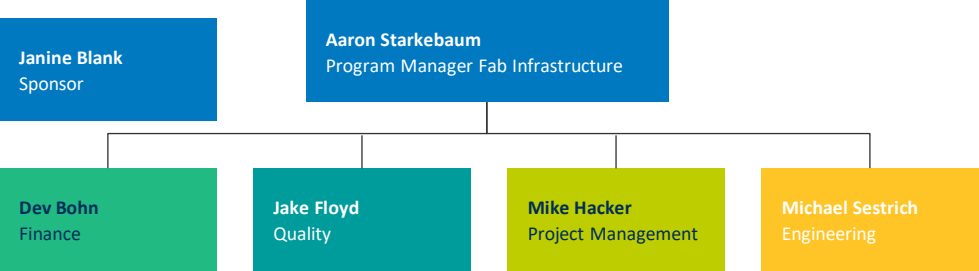 Janine Blank
Sponsor
Aaron Starkebaum
Program Manager Fab Infrastructure
Dev Bohn
Finance
Jake Floyd
Quality
Mike Hacker
Project Management
Michael Sestrich
Engineering